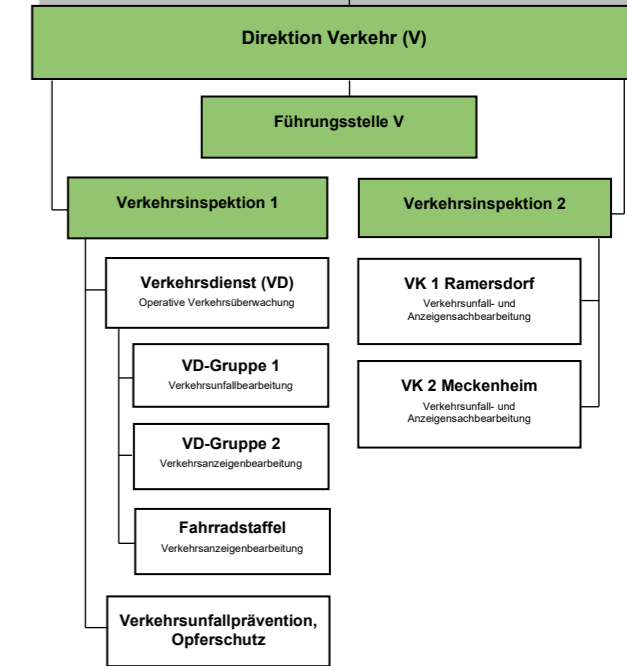 Direktion Verkehr (V)
Führungsstelle V
Verkehrsinspektion 1
Verkehrsdienst (VD)
Operative Verkehrsüberwachung
VD-Gruppe 1
Verkehrsunfallbearbeitung
VD-Gruppe 2
Verkehrsanzeigenbearbeitung
Fahrradstaffel
Verkehrsanzeigenbearbeitung
Verkehrsunfallprävention,
Opferschutz
Verkehrsinspektion 2
VK 1 Ramersdorf
Verkehrsunfall- und
Anzeigensachbearbeitung
VK 2 Meckenheim
Verkehrsunfall- und
Anzeigensachbearbeitung